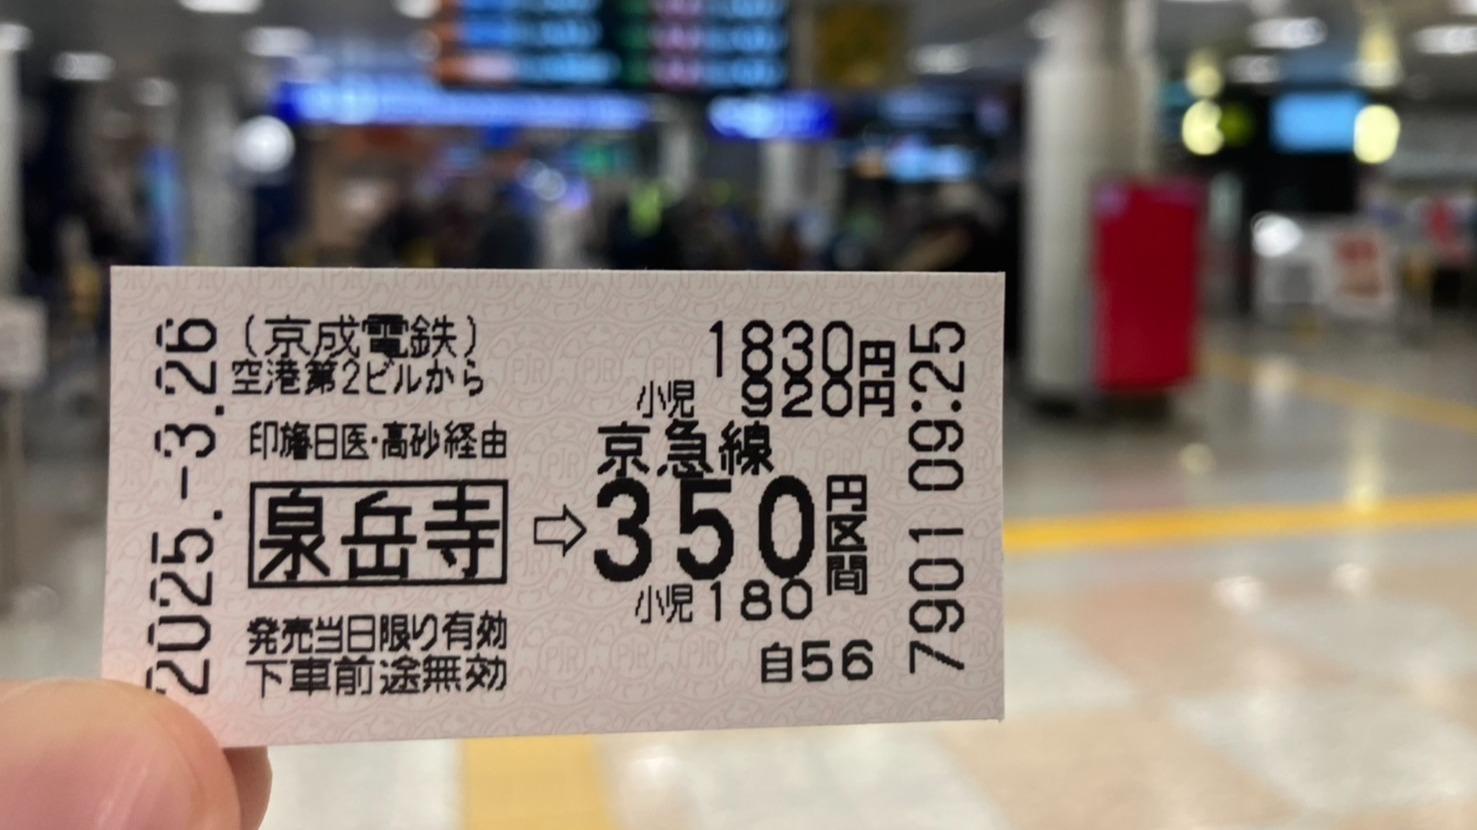 2025.-3.26
(京成電鉄)
空港第2ビルから
印旛日医・高砂経由
泉岳寺
発売当日限り有効
下車前途無効
1830円
小児 920円
京急線
⇨350円区間
小児180
自56
7901 09:25